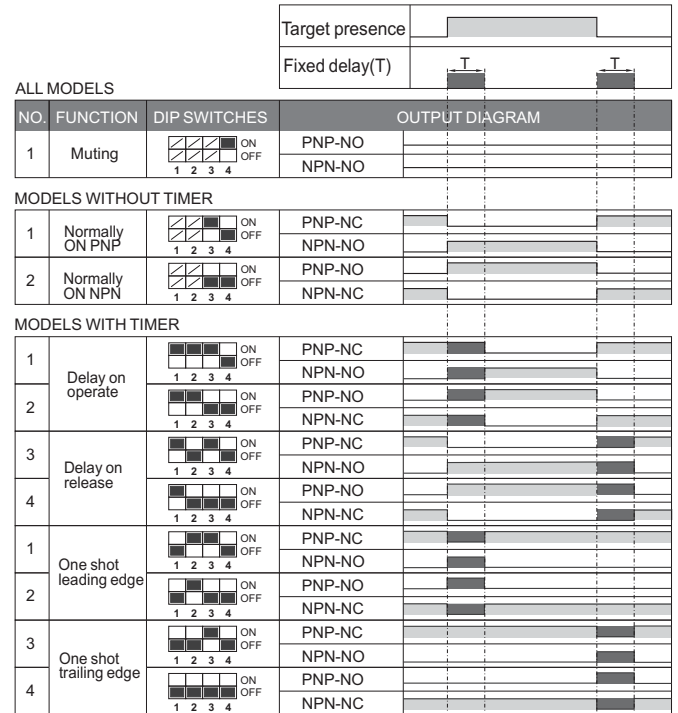 Target presence
Fixed delay(T) T T
ALL MODELS
NO. FUNCTION DIP SWITCHES OUTPUT DIAGRAM
1 Muting ON OFF 1 2 3 4 PNP-NO
NPN-NO
MODELS WITHOUT TIMER
1 Normally ON PNP ON OFF 1 2 3 4 PNP-NC
NPN-NO
2 Normally ON NPN ON OFF 1 2 3 4 PNP-NO
NPN-NC
MODELS WITH TIMER
1 Delay on operate ON OFF 1 2 3 4 PNP-NC
NPN-NO
2 ON OFF 1 2 3 4 PNP-NO
NPN-NC
3 Delay on release ON OFF 1 2 3 4 PNP-NC
NPN-NO
4 ON OFF 1 2 3 4 PNP-NO
NPN-NC
1 One shot leading edge ON OFF 1 2 3 4 PNP-NC
NPN-NO
2 ON OFF 1 2 3 4 PNP-NO
NPN-NC
3 One shot trailing edge ON OFF 1 2 3 4 PNP-NC
NPN-NO
4 ON OFF 1 2 3 4 PNP-NO
NPN-NC